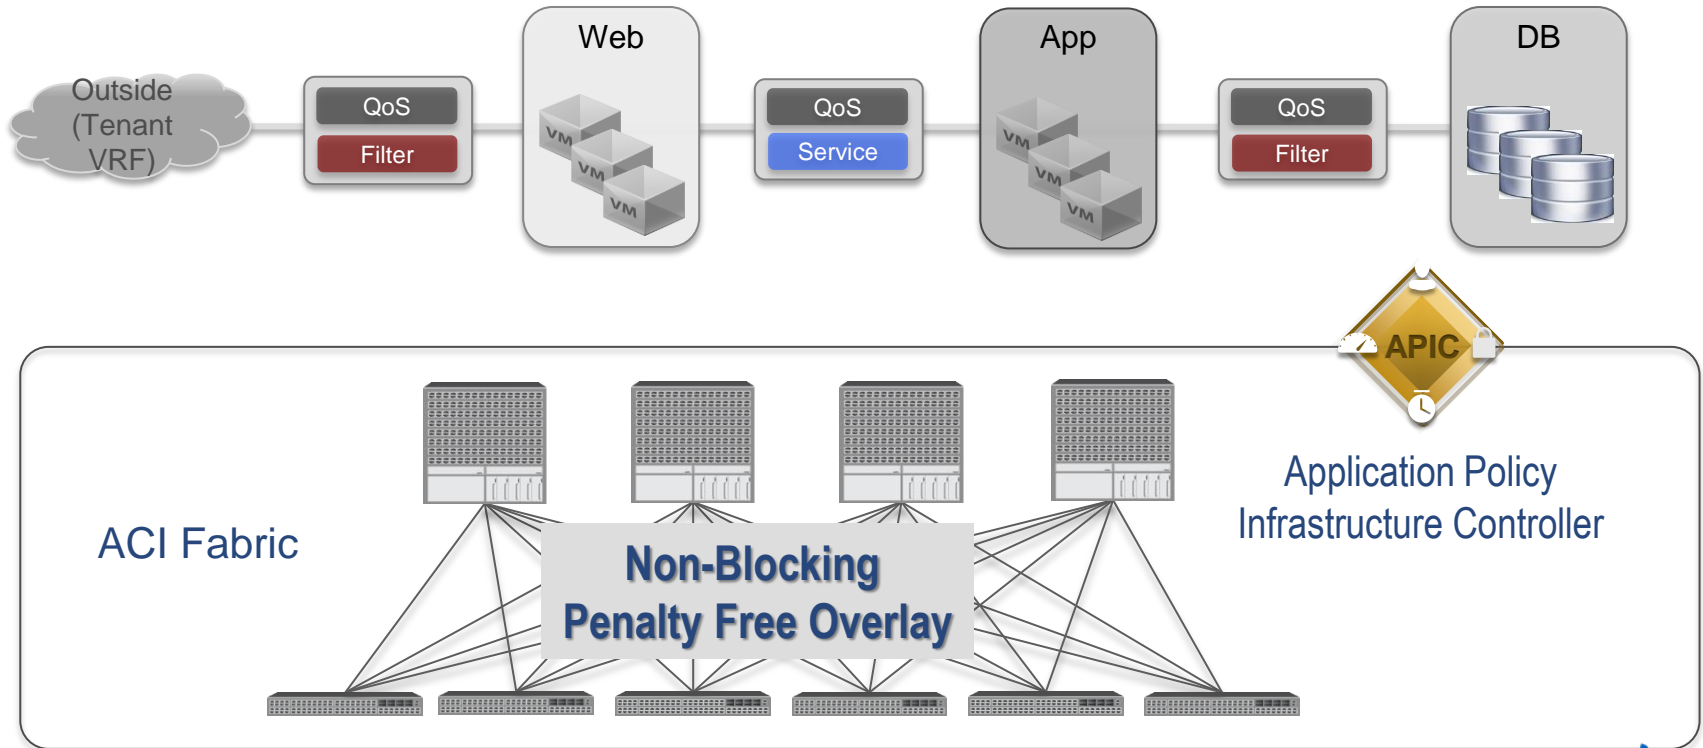 Web
App
DB
Outside
(Tenant
VRF)
QoS
Filter
QoS
Service
QoS
Filter
VM
VM
VM
VM
VM
VM
APIC
ACI Fabric
Non-Blocking
Penalty Free Overlay
Application Policy
Infrastructure Controller